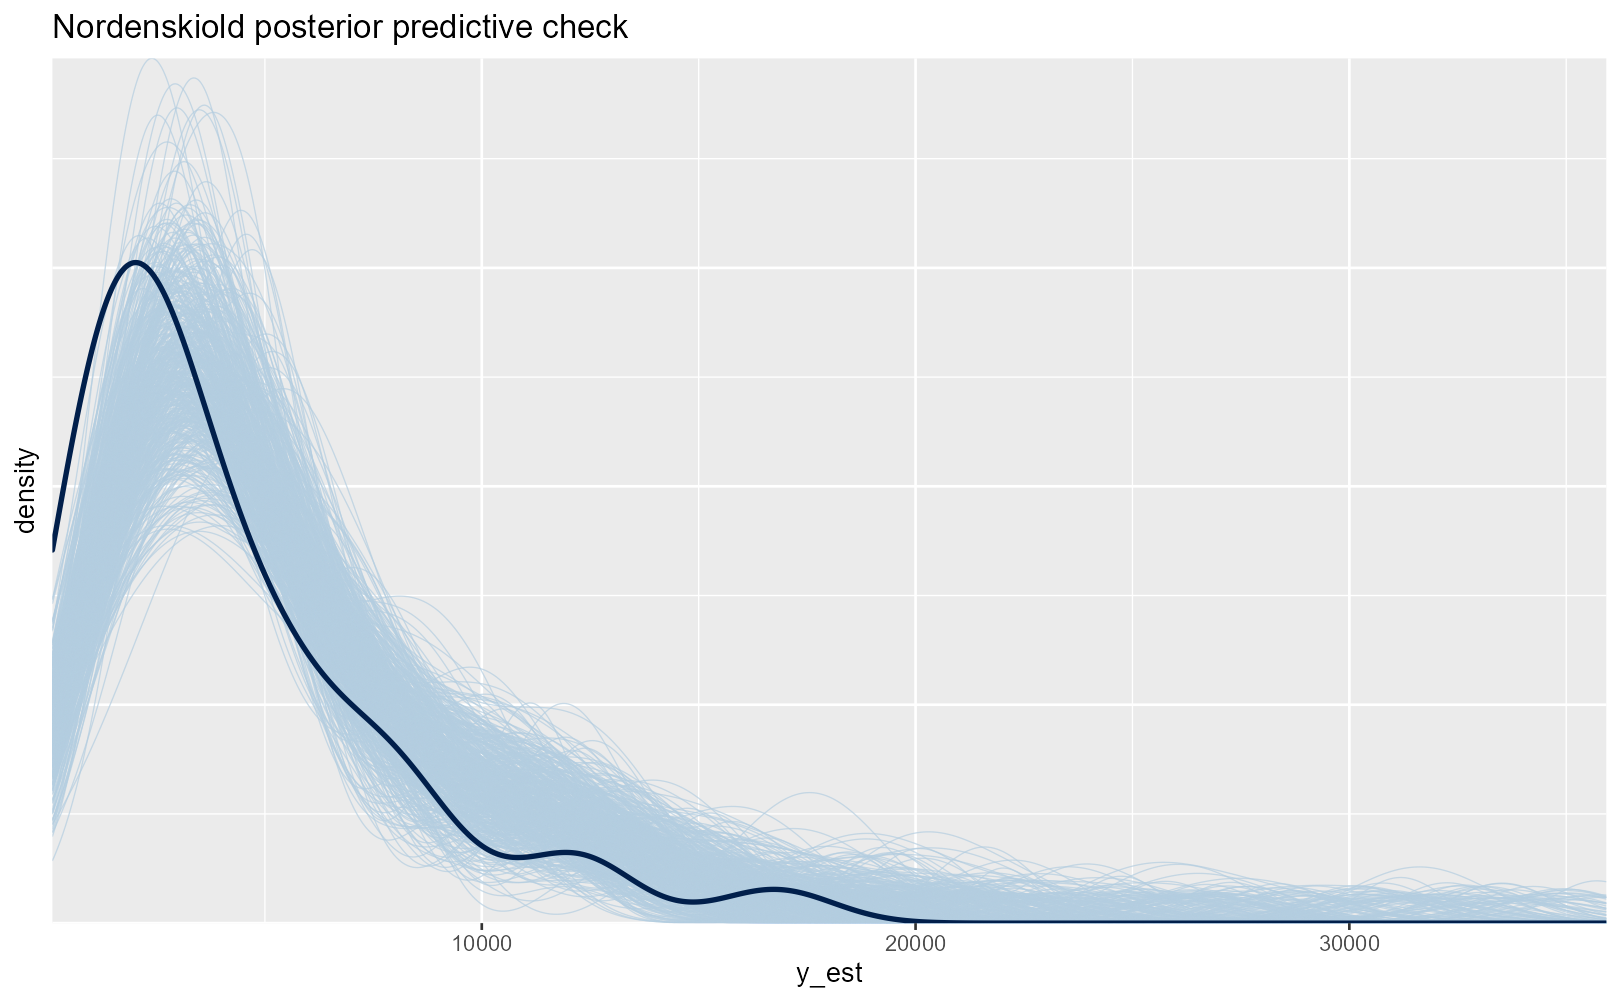 Nordenskiold posterior predictive check
density
10000
20000
30000
y_est